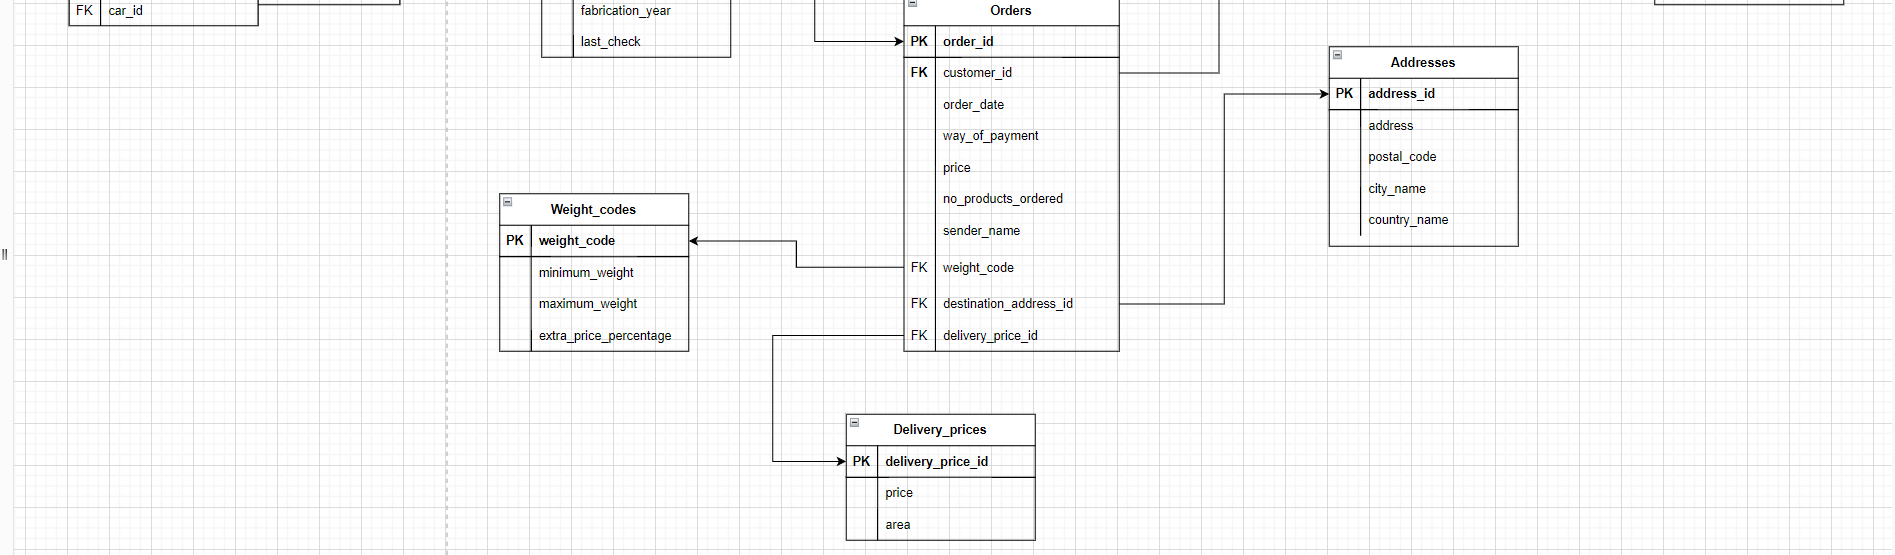 FK car_id
fabrication_year
last_check
Orders
PK order_id
FK customer_id
order_date
way_of_payment
price
no_products_ordered
sender_name
FK weight_code
FK destination_address_id
FK delivery_price_id
Addresses
PK address_id
address
postal_code
city_name
country_name
Weight_codes
PK weight_code
minimum_weight
maximum_weight
extra_price_percentage
Delivery_prices
PK delivery_price_id
price
area